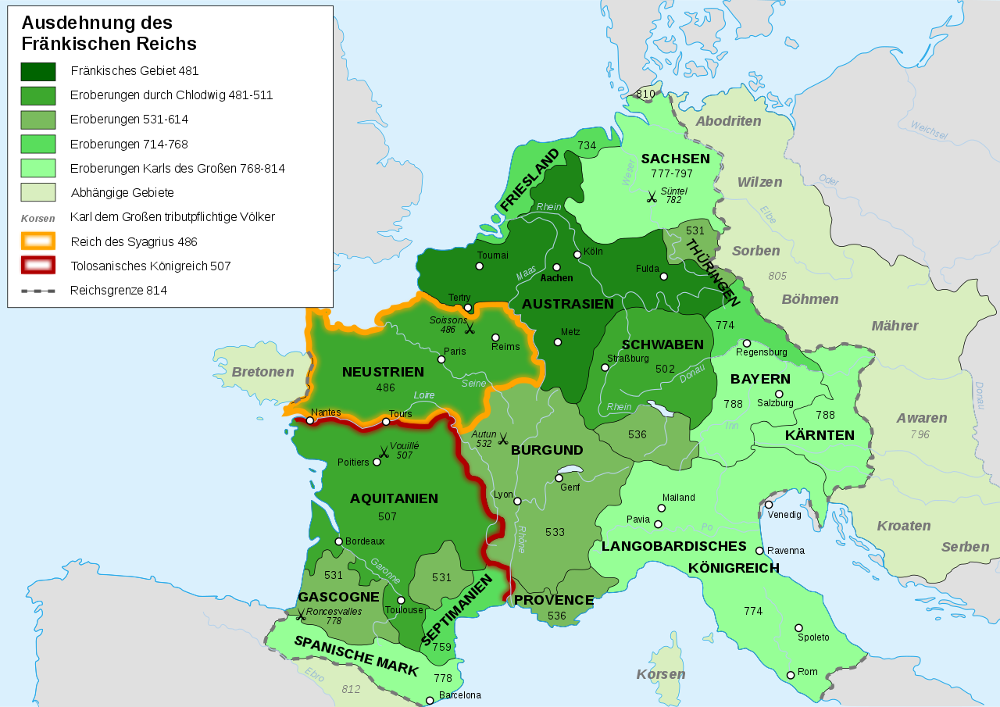 Ausdehnung des
Fränkischen Reichs
Fränkisches Gebiet 481
Eroberungen durch Chlodwig 481-511
Eroberungen 531-614
Eroberungen 714-768
Eroberungen Karls des Großen 768-814
Abhängige Gebiete
Korsen Karl dem Großen tributpflichtige Völker
Reich des Syagrius 486
Tolosanisches Königreich 507
Reichsgrenze 814
810
Abodriten
Weichsel
734
FRIESLAND
SACHSEN
777-797
Weser
Süntel
782
Wilzen
Oder
Elbe
Rhein
531
THÜRINGEN
Sorben
805
Tournai
Köln
Maas
Aachen
Fulda
Tertry
AUSTRASIEN
Böhmen
Soissons
486
Reims
Metz
774
Mährer
SCHWABEN
Paris
Straßburg
502
Regensburg
Bretonen
NEUSTRIEN
486
Seine
Donau
BAYERN
Loire
Salzburg
788
Donau
Nantes
Tours
Rhein
788
Inn
Awaren
796
Autun
532
536
KÄRNTEN
Vouillé
507
Poitiers
BURGUND
Genf
Lyon
AQUITANIEN
507
Mailand
Venedig
Pavia
Po
Kroaten
533
Rhône
Bordeaux
LANGOBARDISCHES
KÖNIGREICH
Ravenna
Serben
Garonne
531
531
GASCOGNE
Toulouse
SEPTIMANIEN
PROVENCE
536
Roncesvalles
778
774
Spoleto
SPANISCHE MARK
759
778
Ebro
812
Barcelona
Korsen
Rom